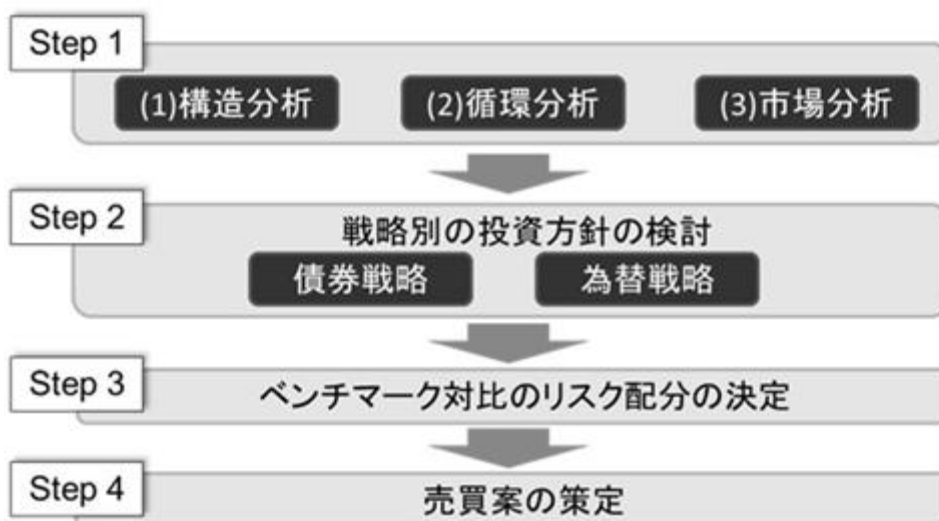 Step 1
(1)構造分析 (2)循環分析 (3)市場分析
Step 2
戦略別の投資方針の検討
債券戦略 為替戦略
Step 3
ベンチマーク対比のリスク配分の決定
Step 4
売買案の策定